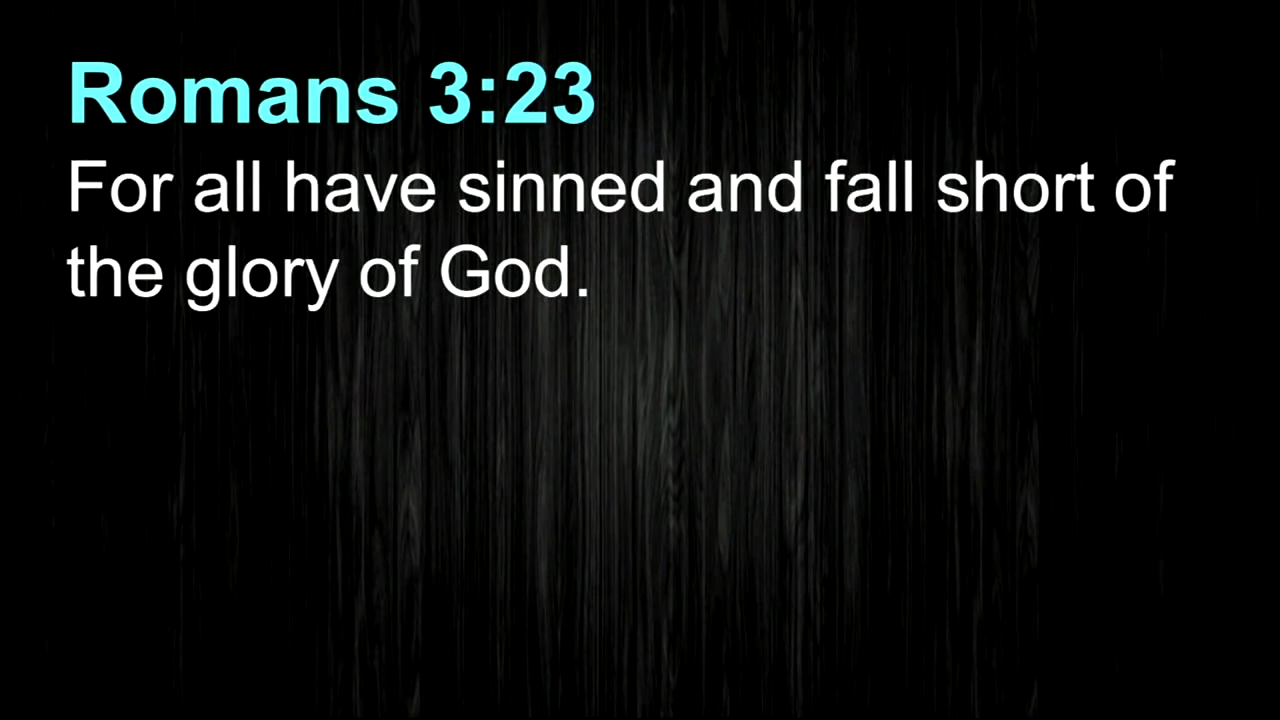 Romans 3:23
For all have sinned and fall short of
the glory of God.